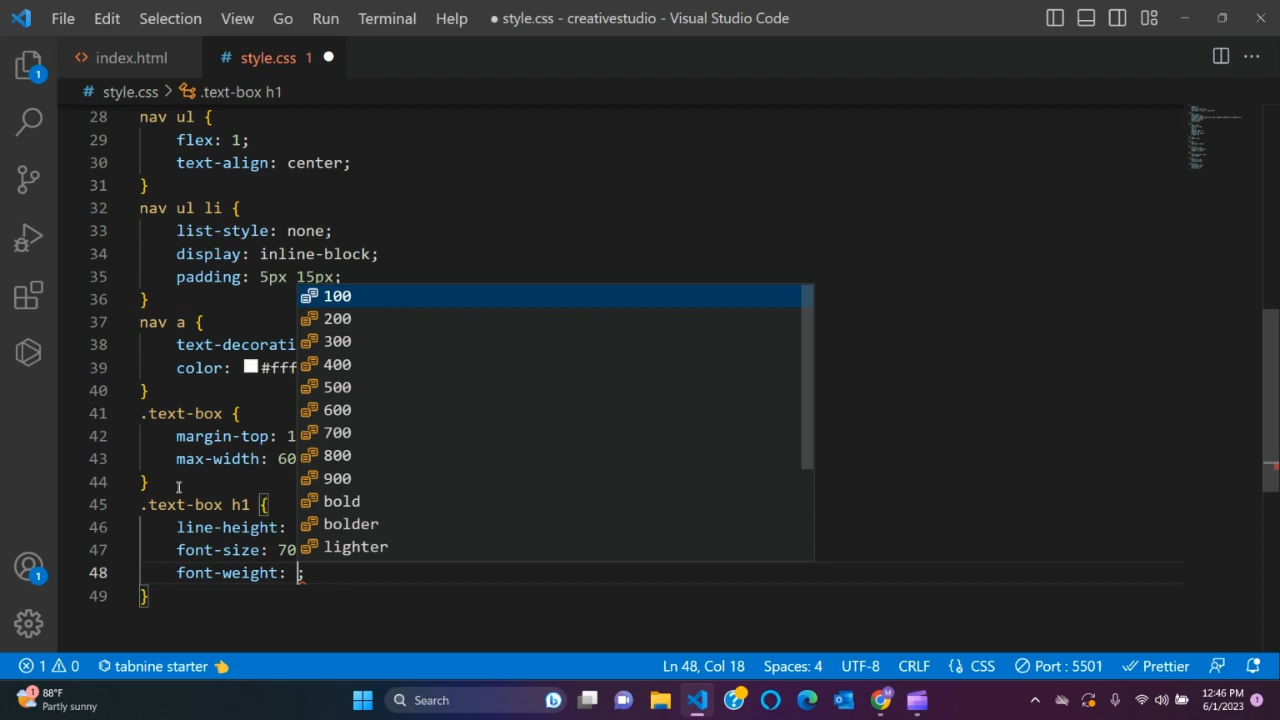 File Edit Selection View Go Run Terminal Help ● style.css - creativestudio - Visual Studio Code
<> index.html # style.css 1
# style.css > .text-box h1
28 nav ul {
29 flex: 1;
30 text-align: center;
31 }
32 nav ul li {
33 list-style: none;
34 display: inline-block;
35 padding: 5px 15px;
36 }
37 nav a {
38 text-decorati
39 color: #fff
40 }
41 .text-box {
42 margin-top: 1
43 max-width: 60
44 }
45 .text-box h1 {
46 line-height:
47 font-size: 70
48 font-weight: ;
49 }
100
200
300
400
500
600
700
800
900
bold
bolder
lighter
1
1
1 0 tabnine starter Ln 48, Col 18 Spaces: 4 UTF-8 CRLF {} CSS Port : 5501 Prettier
1 88°F
Partly sunny
Search
12:46 PM
6/1/2023
1